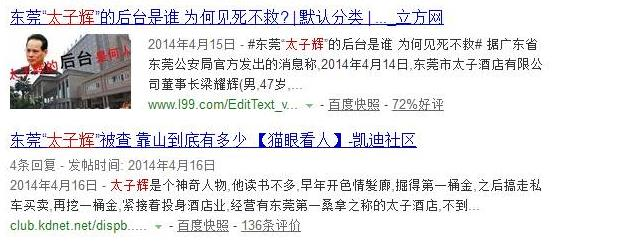 东莞“太子辉”的后台是谁 为何见死不救? | 默认分类 | ..._立方网
太子辉的后台是何人
2014年4月15日 - #东莞“太子辉”的后台是谁 为何见死不救# 据广东省
东莞公安局官方发出的消息称,2014年4月14日,东莞市太子酒店有限公
司董事长梁耀辉(男,47岁,...
www.l99.com/EditText_v... - 百度快照 - 72%好评
东莞“太子辉”被查 靠山到底有多少 【猫眼看人】-凯迪社区
4条回复 - 发帖时间: 2014年4月16日
2014年4月16日 - 太子辉是个神奇人物,他读书不多,早年开色情髮廊,掘得第一桶金,之后搞走私
车买卖,再挖一桶金,紧接着投身酒店业,经营有东莞第一桑拿之称的太子酒店,不到...
club.kdnet.net/dispb..... - 百度快照 - 136条评价